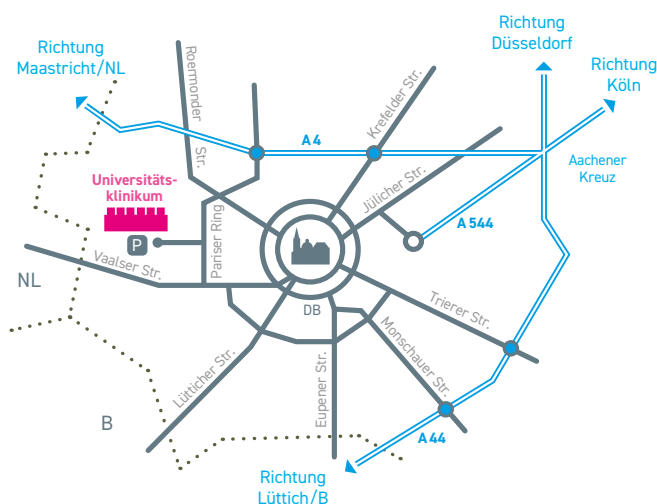 Richtung
Düsseldorf
Richtung
Maastricht/NL
Richtung
Köln
Roermonder
Str.
Krefelder Str.
A 4
Aachener
Kreuz
Jülicher Str.
Universitäts-
klinikum
A 544
P
Pariser Ring
Vaalser Str.
NL
DB
Trierer Str.
Monschauer Str.
Lütticher Str.
Eupener Str.
B
A 44
Richtung
Lüttich/B